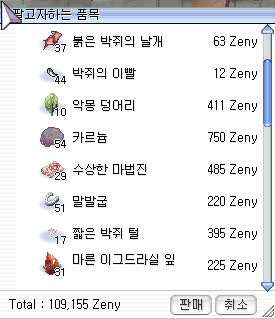 팔고자하는 품목
37 붉은 박쥐의 날개 63 Zeny
44 박쥐의 이빨 12 Zeny
10 악몽 덩어리 411 Zeny
54 카르늄 750 Zeny
29 수상한 마법진 485 Zeny
51 말발굽 220 Zeny
17 짧은 박쥐 털 395 Zeny
31 마른 이그드라실 잎 225 Zeny
Total : 109,155 Zeny 판매 취소